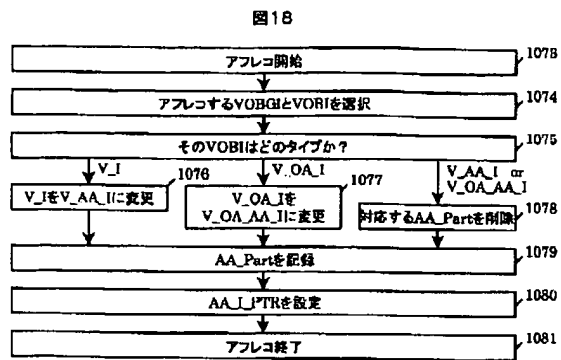 図18
アフレコ開始
1073
アフレコするVOBGIとVOBIを選択
1074
そのVOBIはどのタイプか？
1075
V_I
V_OA_I
V_AA_I or
V_OA_AA_I
1076
V_IをV_AA_Iに変更
1077
V_OA_Iを
V_OA_AA_Iに変更
1078
対応するAA_Partを削除
AA_Partを記録
1079
AA_I_PTRを設定
1080
アフレコ終了
1081